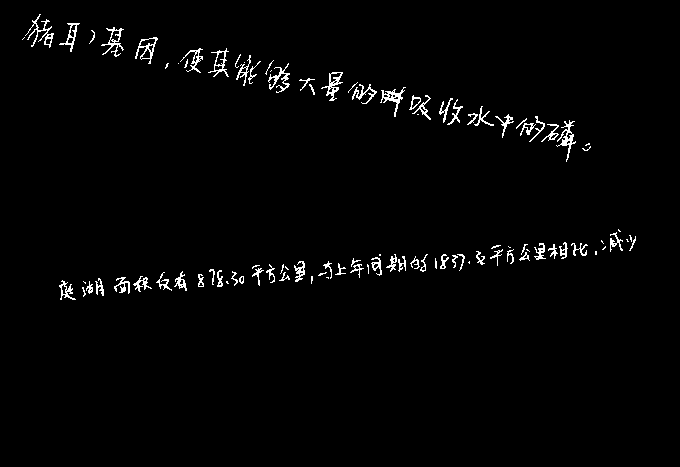 猪耳基因,使其能够大量的吸收水中的磷。
庭湖面积仅有878.30平方公里,与上年同期的1837.平方公里相比,减少